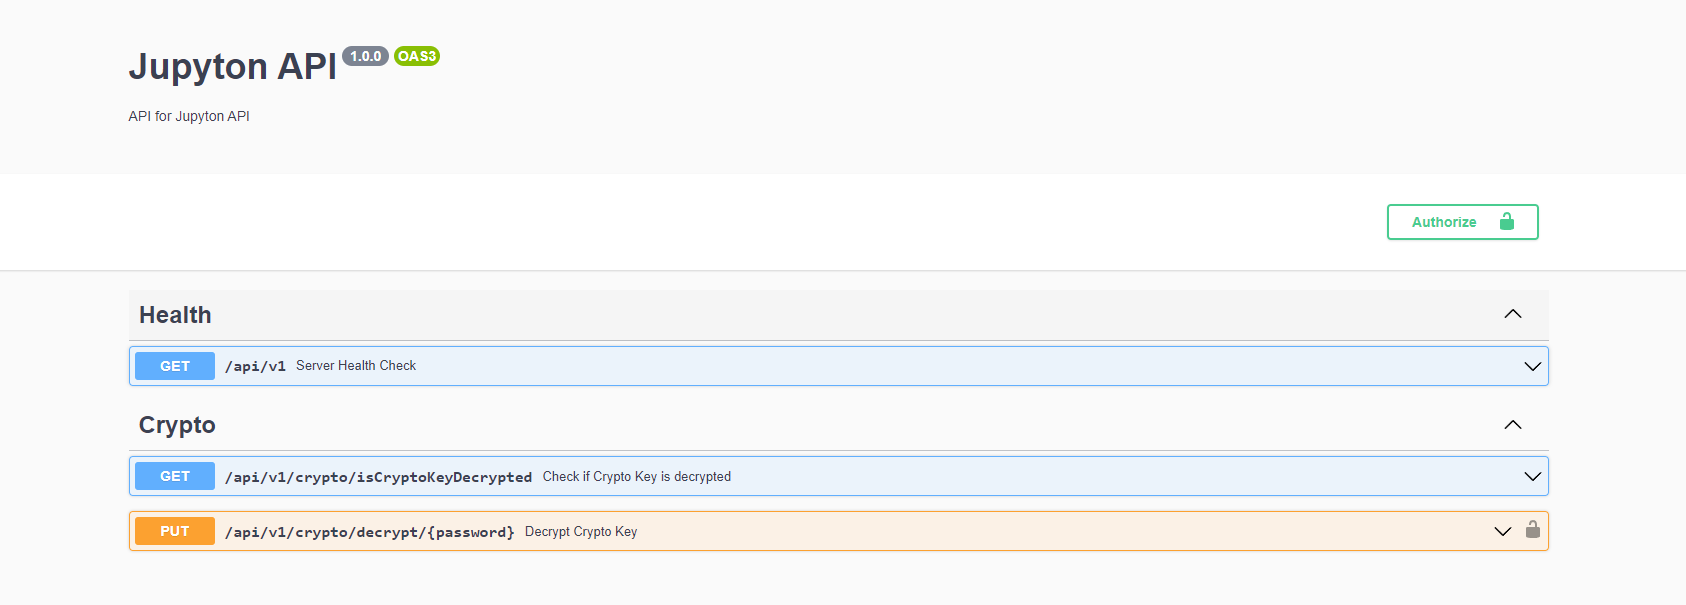 Jupyton API 1.0.0 OAS3
API for Jupyton API
Authorize
Health
GET /api/v1 Server Health Check
Crypto
GET /api/v1/crypto/isCryptoKeyDecrypted Check if Crypto Key is decrypted
PUT /api/v1/crypto/decrypt/{password} Decrypt Crypto Key